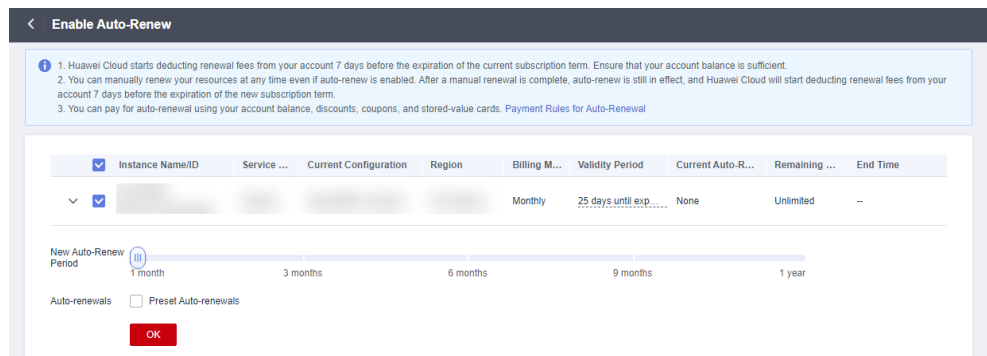 Enable Auto-Renew
1. Huawei Cloud starts deducting renewal fees from your account 7 days before the expiration of the current subscription term. Ensure that your account balance is sufficient.
2. You can manually renew your resources at any time even if auto-renew is enabled. After a manual renewal is complete, auto-renew is still in effect, and Huawei Cloud will start deducting renewal fees from your
account 7 days before the expiration of the new subscription term.
3. You can pay for auto-renewal using your account balance, discounts, coupons, and stored-value cards. Payment Rules for Auto-Renewal
Instance Name/ID Service ... Current Configuration Region Billing M... Validity Period Current Auto-R... Remaining ... End Time
Monthly 25 days until exp... None Unlimited --
New Auto-Renew
Period
1 month 3 months 6 months 9 months 1 year
Auto-renewals Preset Auto-renewals
OK